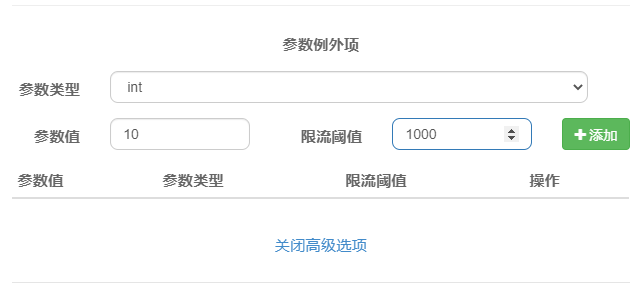 参数例外项
参数类型 int
参数值 10 限流阈值 1000 添加
参数值 参数类型 限流阈值 操作
关闭高级选项